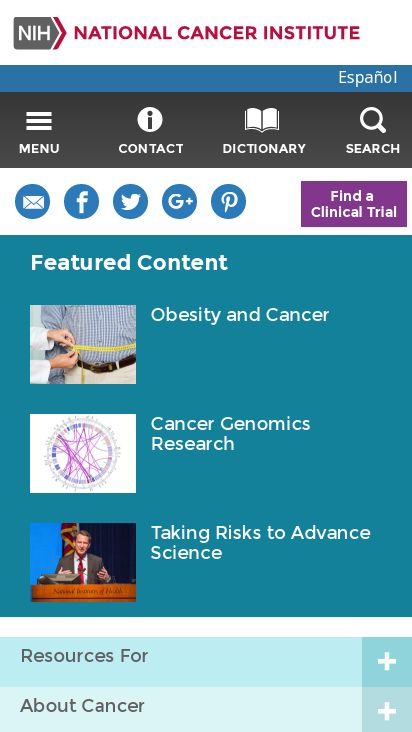 NIH NATIONAL CANCER INSTITUTE
Español
MENU CONTACT DICTIONARY SEARCH
Find a
Clinical Trial
Featured Content
Obesity and Cancer
Cancer Genomics
Research
Taking Risks to Advance
Science
National Institutes of Health
Resources For
About Cancer